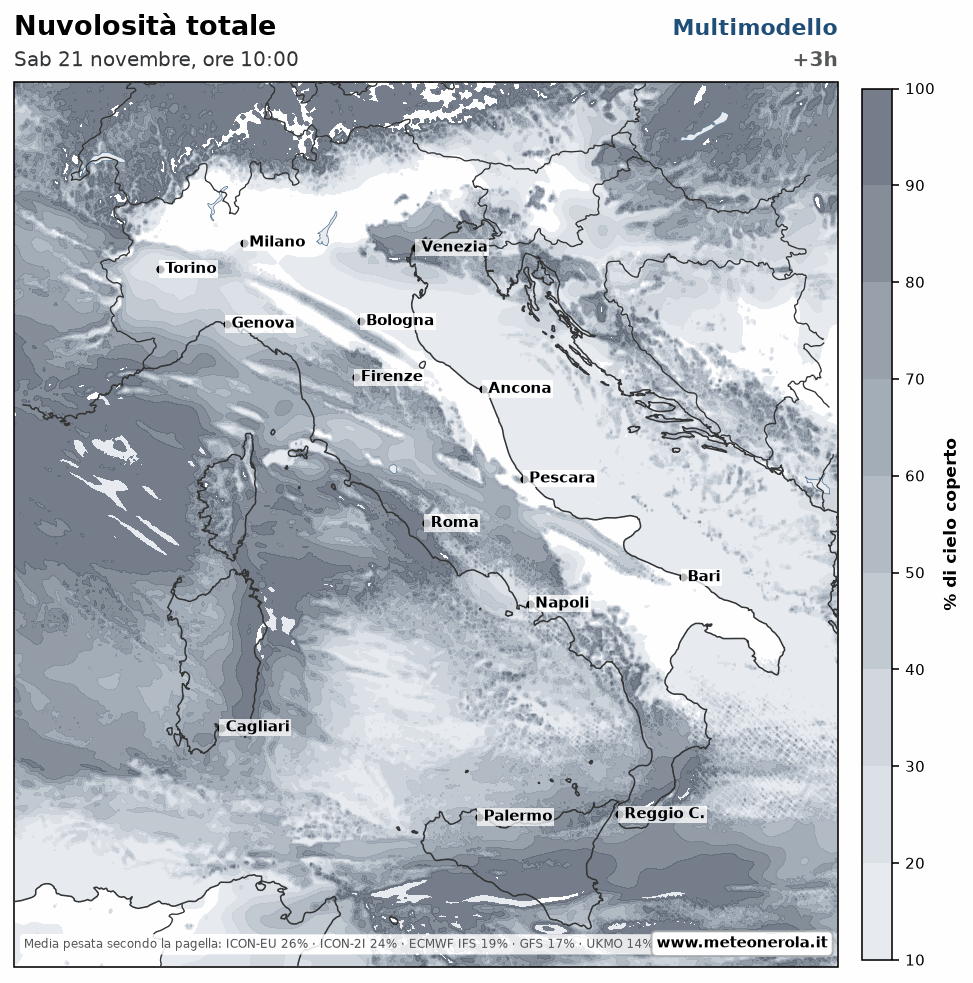 Nuvolosità totale
Multimodello
Sab 21 novembre, ore 10:00
+3h
100
90
80
70
60
50
40
30
20
10
% di cielo coperto
Milano
Venezia
Torino
Genova
Bologna
Firenze
Ancona
Pescara
Roma
Bari
Napoli
Cagliari
Palermo
Reggio C.
Media pesata secondo la pagella: ICON-EU 26% · ICON-2I 24% · ECMWF IFS 19% · GFS 17% · UKMO 14%
www.meteonerola.it